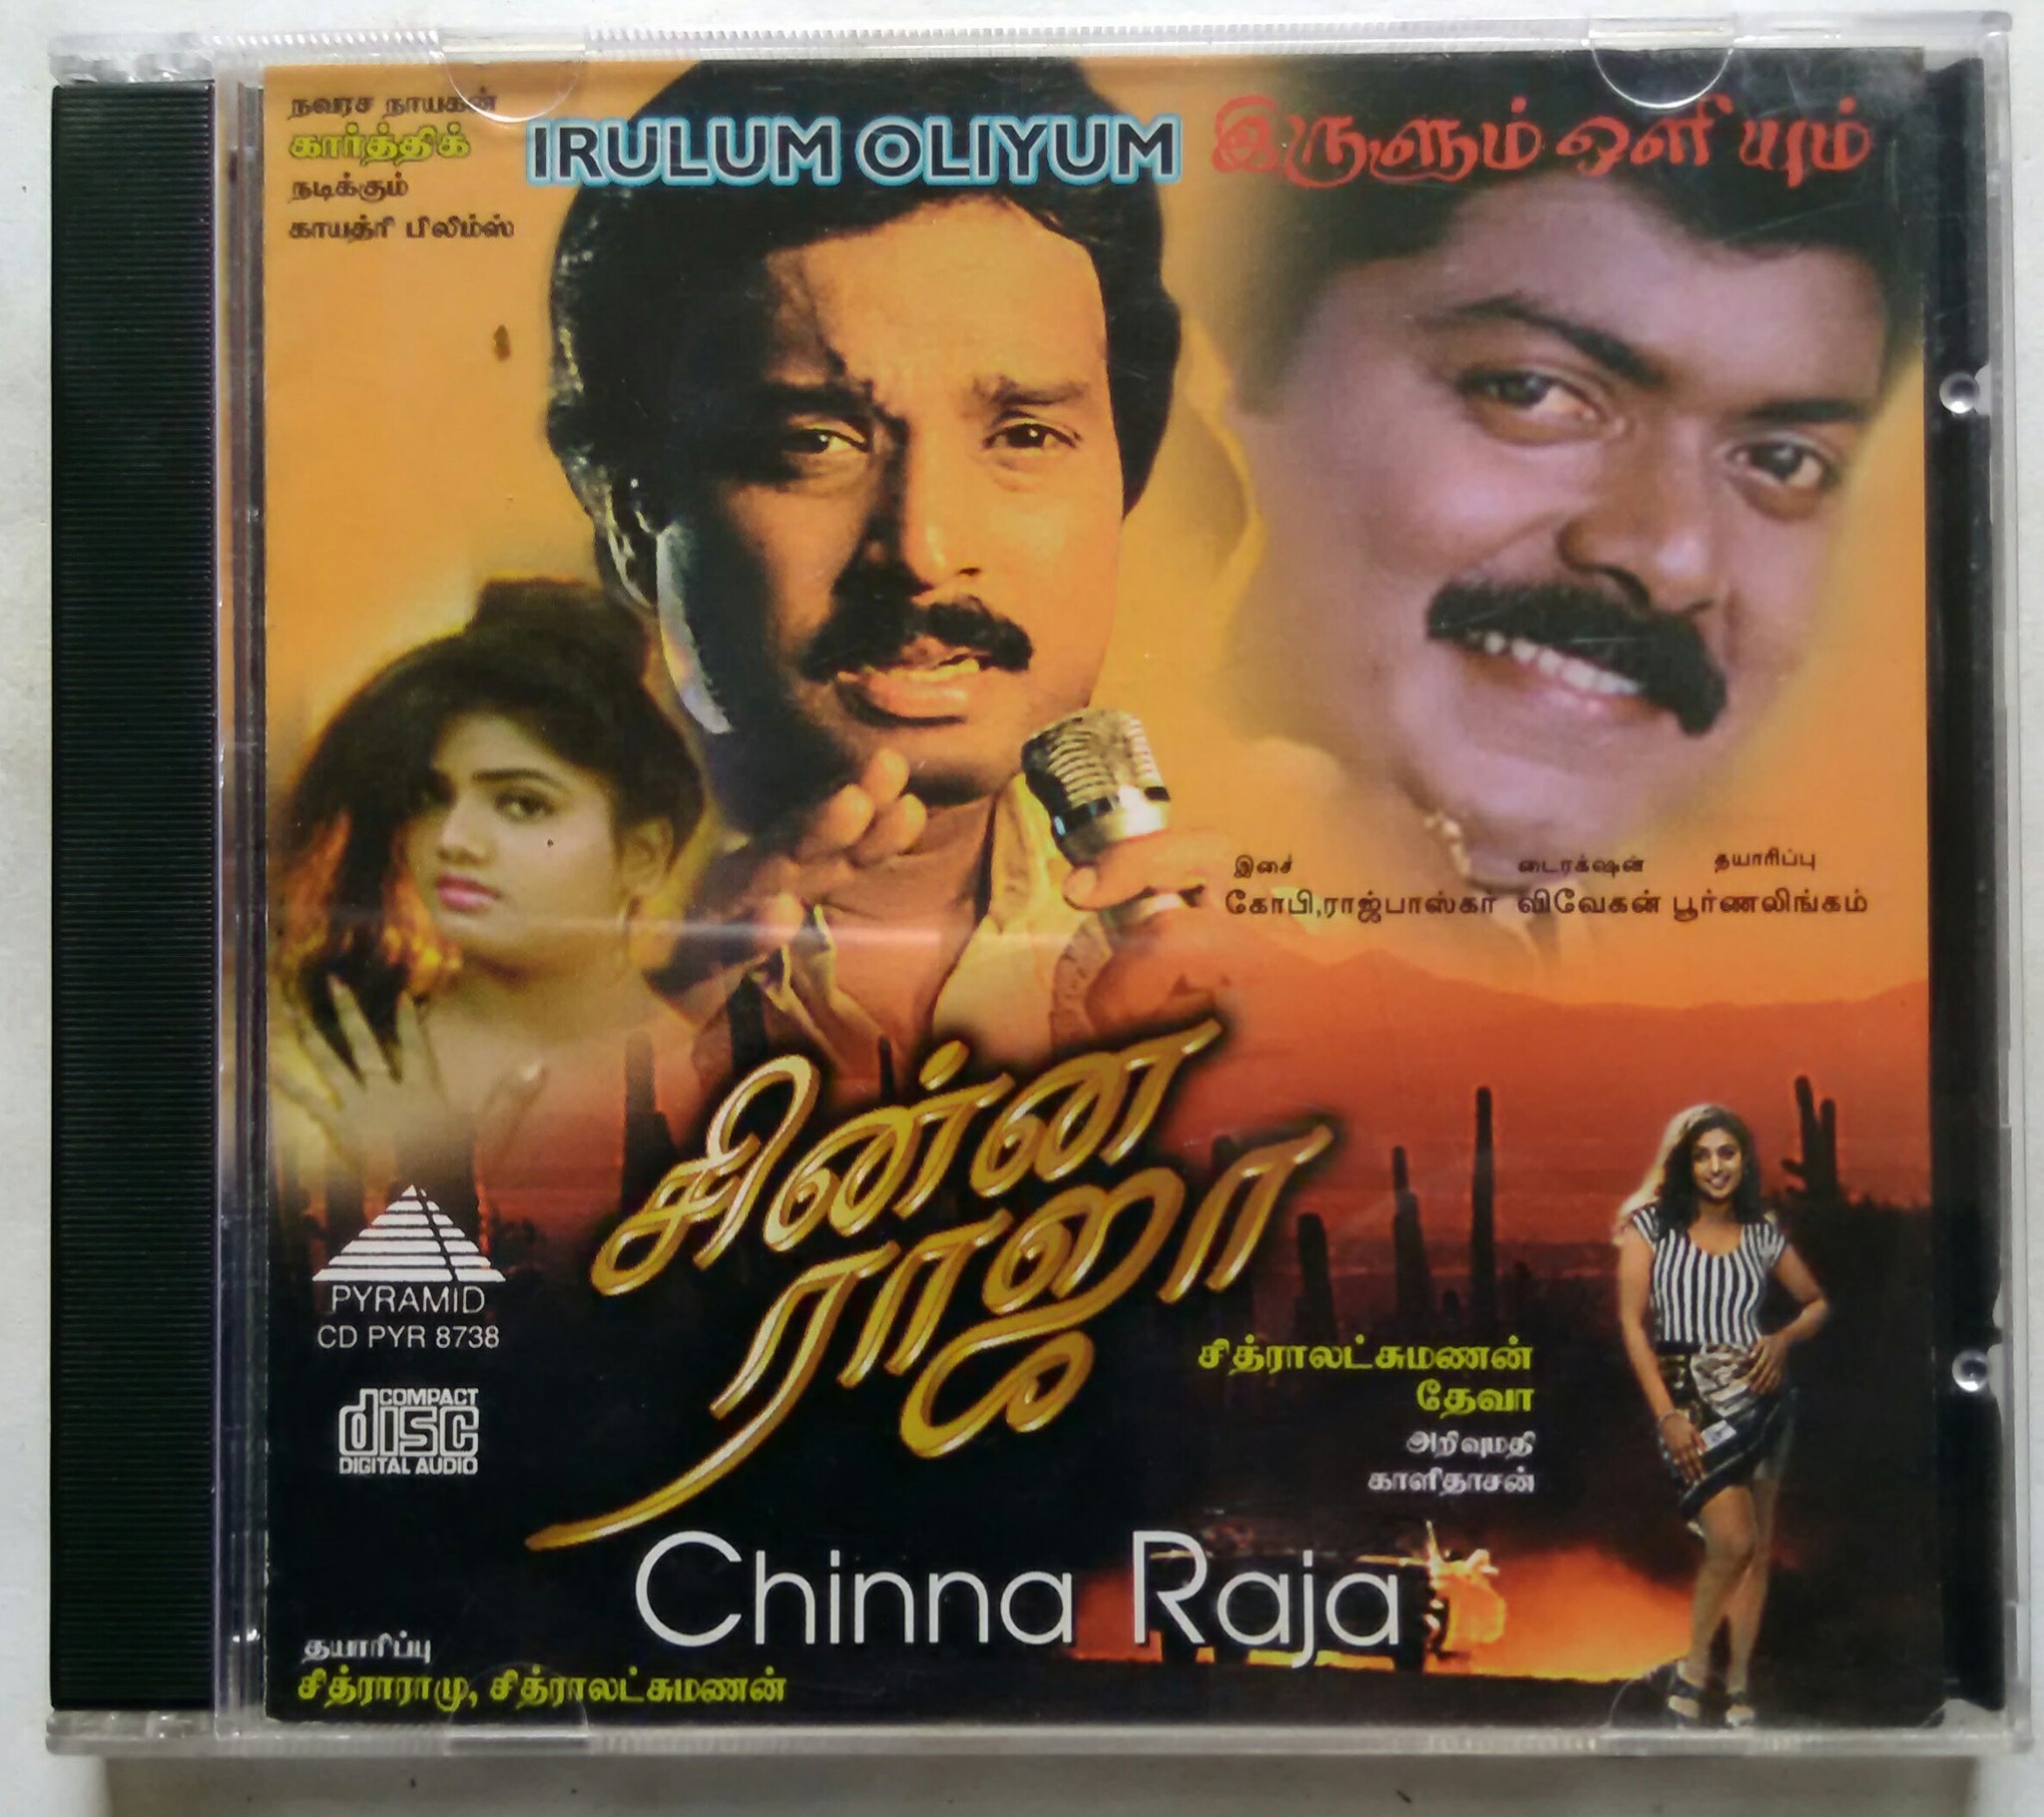 நவரச நாயகன்
கார்த்திக்
நடிக்கும்
காயத்ரி பிலிம்ஸ்
IRULUM OLIYUM
இருளும் ஒளியும்
இசை
கோபி,ராஜ்பாஸ்கர்
டைரக்ஷன்
விவேகன்
தயாரிப்பு
பூர்ணலிங்கம்
சின்ன
ராஜா
PYRAMID
CD PYR 8738
COMPACT
disc
DIGITAL AUDIO
சித்ராலட்சுமணன்
தேவா
அறிவுமதி
காளிதாசன்
Chinna Raja
தயாரிப்பு
சித்ராராமு, சித்ராலட்சுமணன்